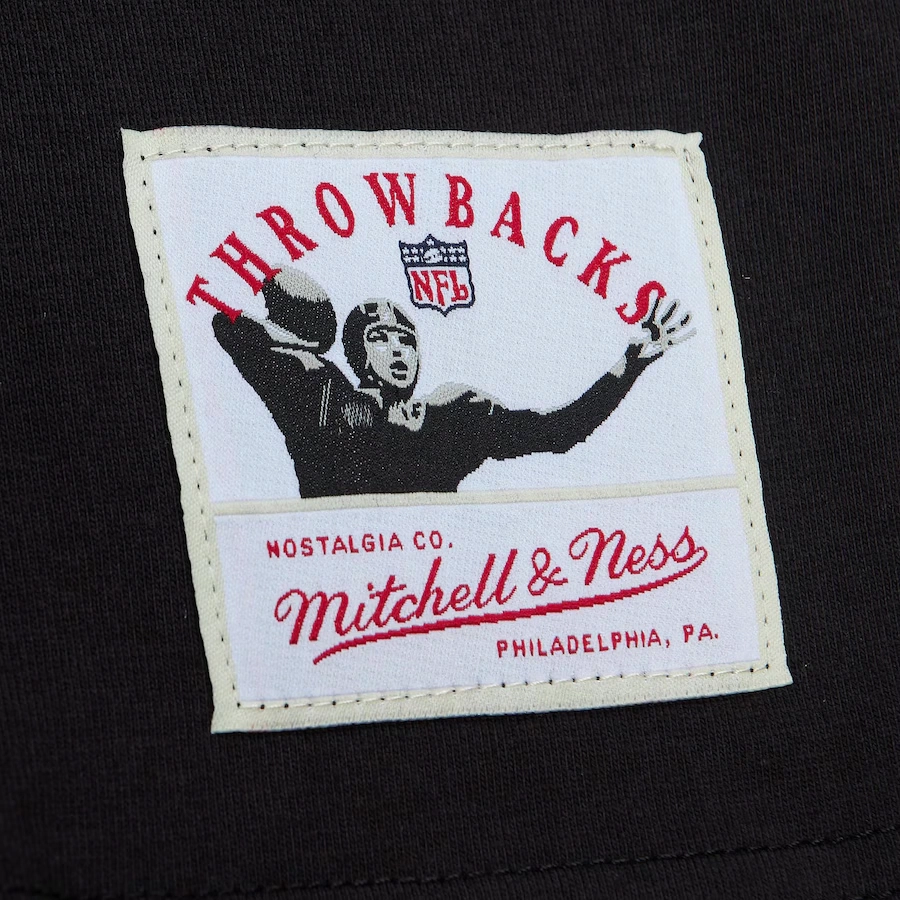 THROWBACKS
NFL
NOSTALGIA CO.
Mitchell & Ness
PHILADELPHIA, PA.